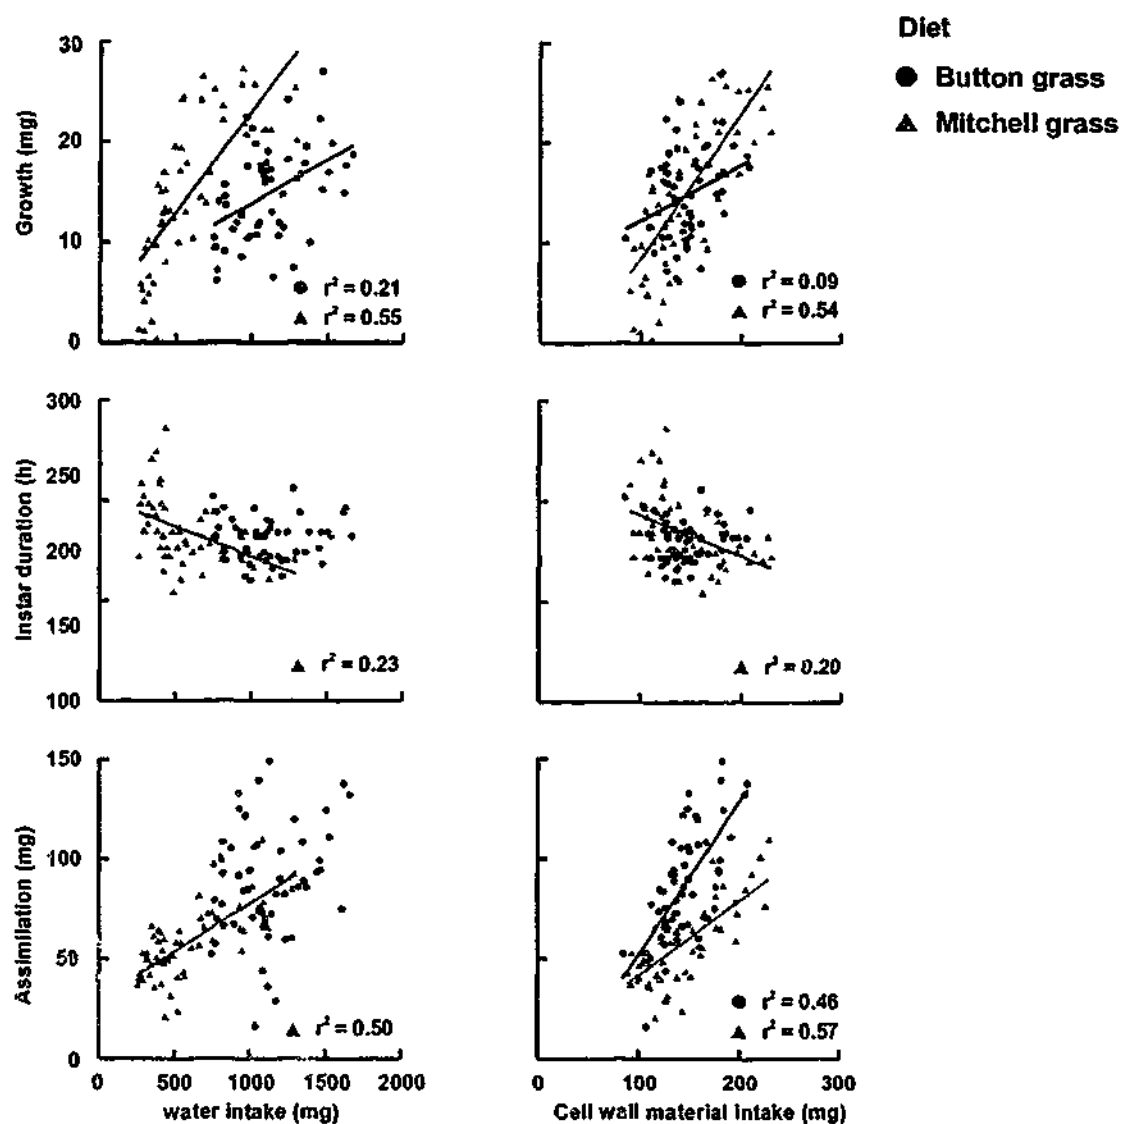 Diet
Button grass
Mitchell grass
30
20
10
0
Growth (mg)
r² = 0.21
r² = 0.55
r² = 0.09
r² = 0.54
300
250
200
150
100
Instar duration (h)
r² = 0.23
r² = 0.20
150
100
50
0
Assimilation (mg)
r² = 0.50
r² = 0.46
r² = 0.57
0 500 1000 1500 2000
water intake (mg)
0 100 200 300
Cell wall material intake (mg)